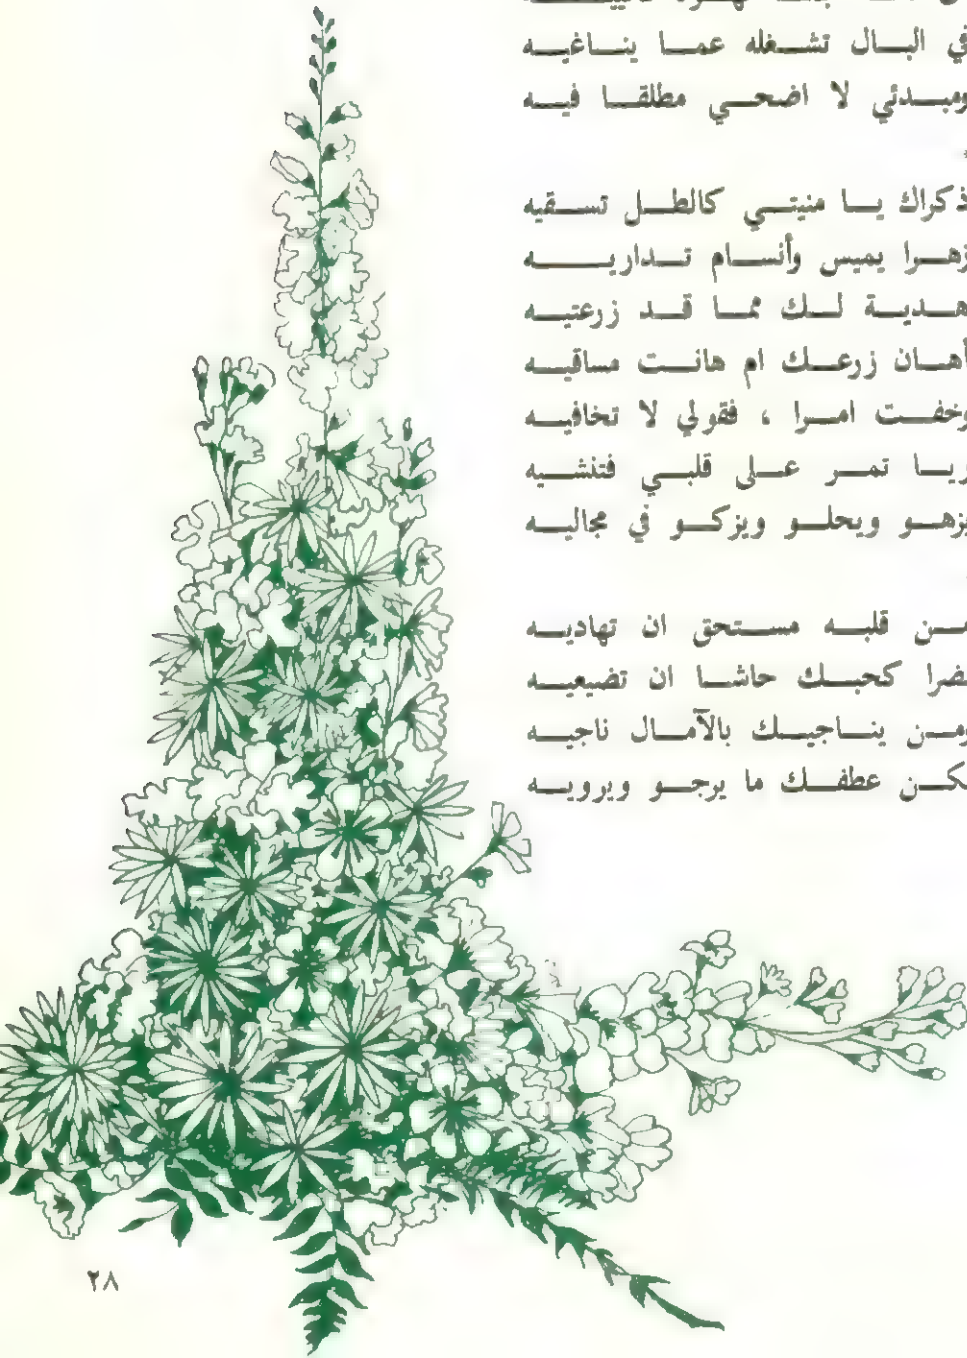 في البال تشغله عما يناغيه
ومبدئي لا اضحي مطلقا فيه
ذكراك يا منيتي كالطل تسقيه
زهرا يميس وأنسام تداريه
هدية لك مما قد زرعتيه
أهان زرعك ام هانت مساقيه
وخفت امرا ، فقولي لا تخافيه
ريا تمر على قلبي فتنشيه
يزهو ويحلو ويزكو في مجاليه
من قلبه مستحق ان تهاديه
كحبك حاشا ان تضيعيه
ومن يناجيك بالآمال ناجيه
عطفك ما يرجو ويرويه
٢٨